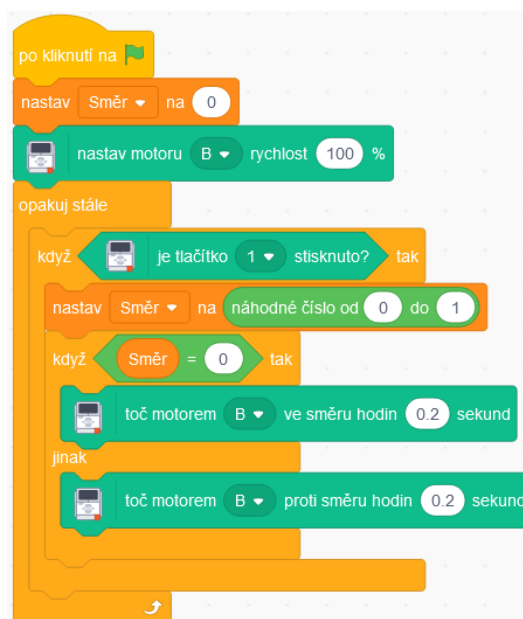 po kliknutí na
nastav Směr na 0
nastav motoru B rychlost 100 %
opakuj stále
když je tlačítko 1 stisknuto? tak
nastav Směr na náhodné číslo od 0 do 1
když Směr = 0 tak
toč motorem B ve směru hodin 0.2 sekund
jinak
toč motorem B proti směru hodin 0.2 sekund